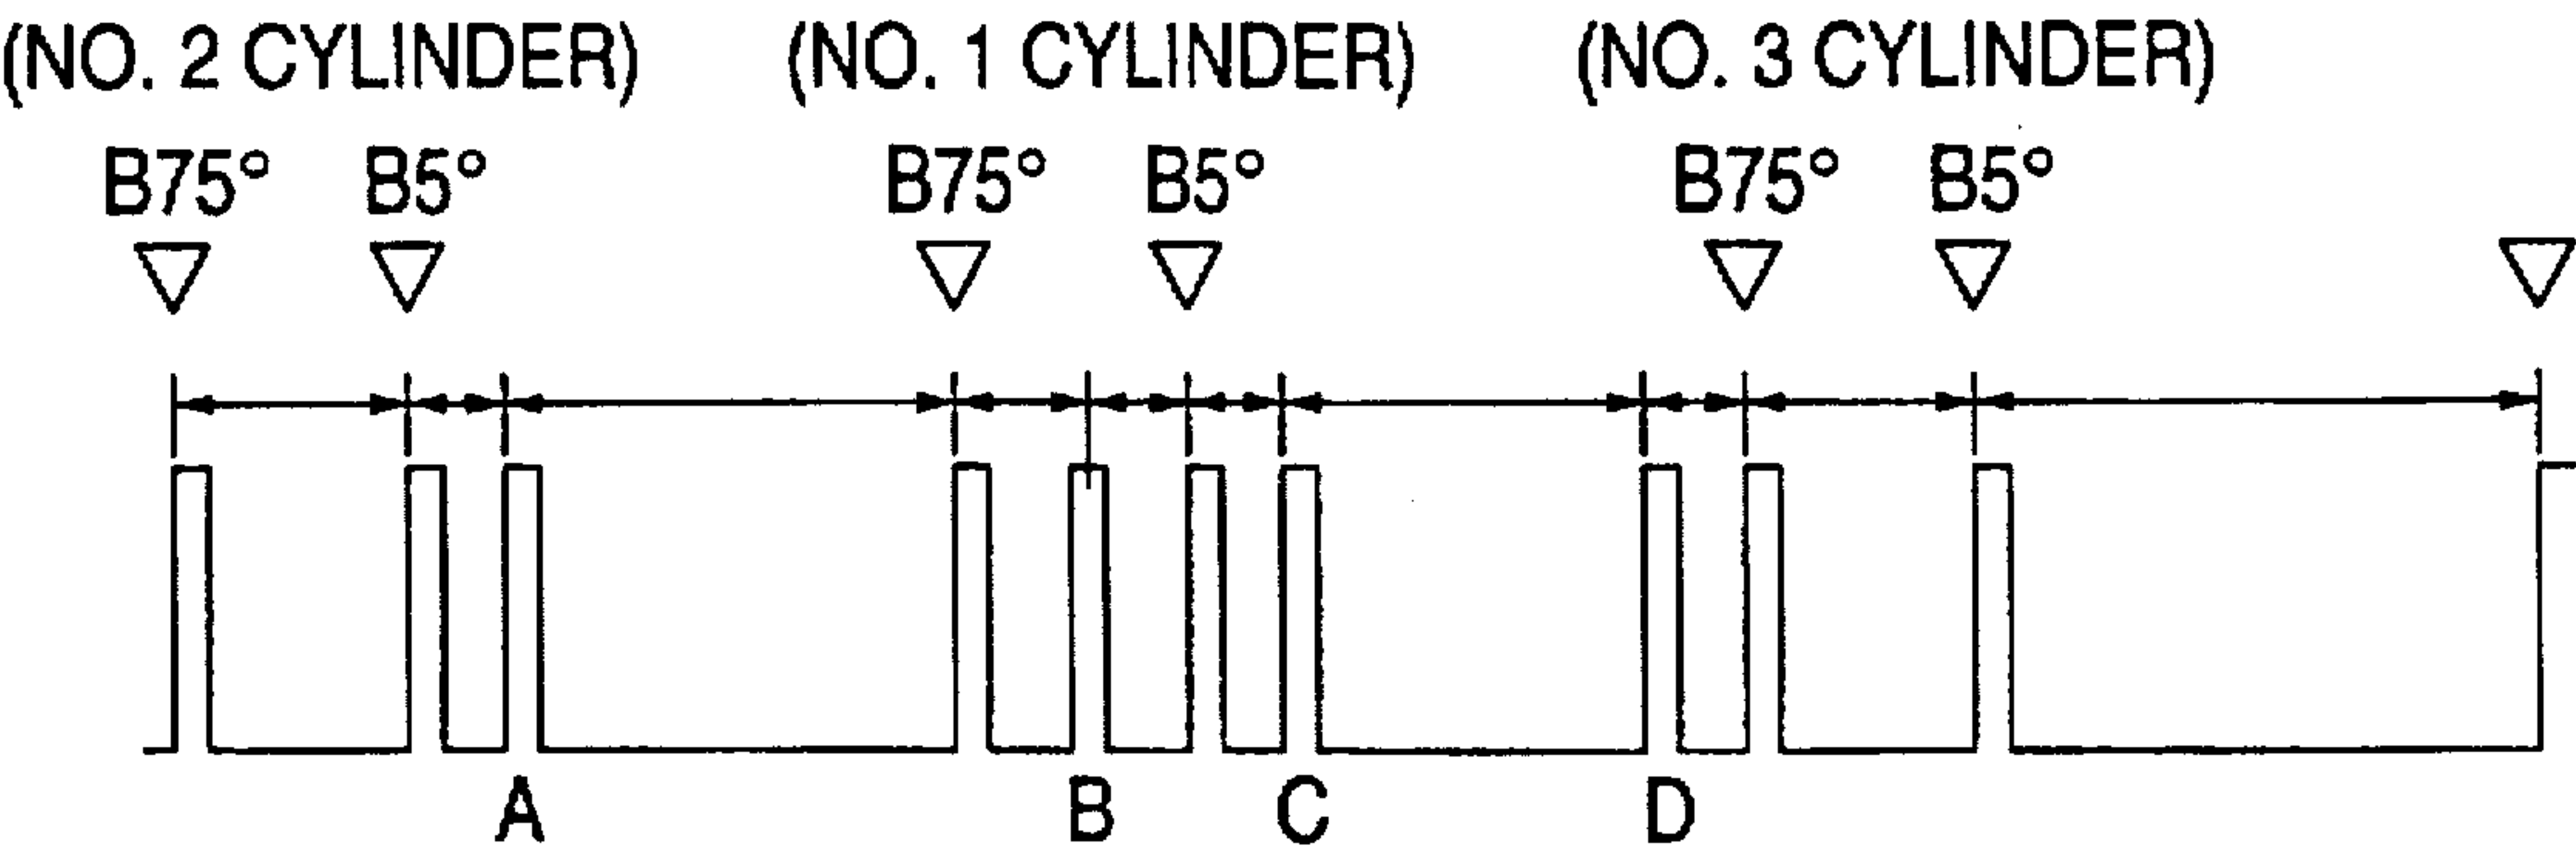 (NO. 2 CYLINDER) (NO. 1 CYLINDER) (NO. 3 CYLINDER)
B75° B5° B75° B5° B75° B5°
A B C D